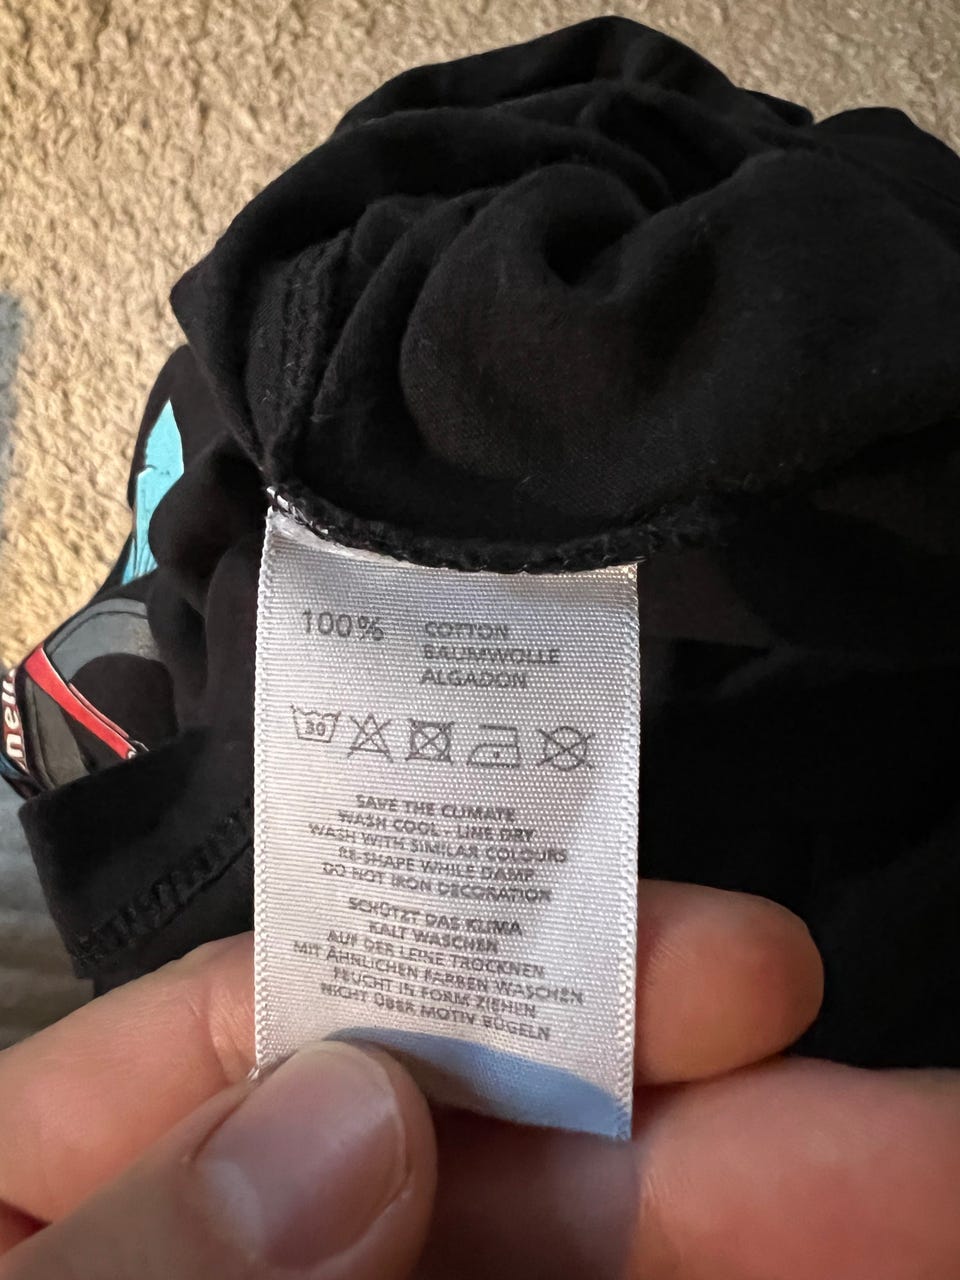 100% COTTON
BAUMWOLLE
ALGADON
30
SAVE THE CLIMATE
WASH COOL - LINE DRY
WASH WITH SIMILAR COLOURS
RE-SHAPE WHILE DAMP
DO NOT IRON DECORATION
SCHÜTZT DAS KLIMA
KALT WASCHEN
AUF DER LEINE TROCKNEN
MIT ÄHNLICHEN FARBEN WASCHEN
FEUCHT IN FORM ZIEHEN
NICHT ÜBER MOTIV BÜGELN